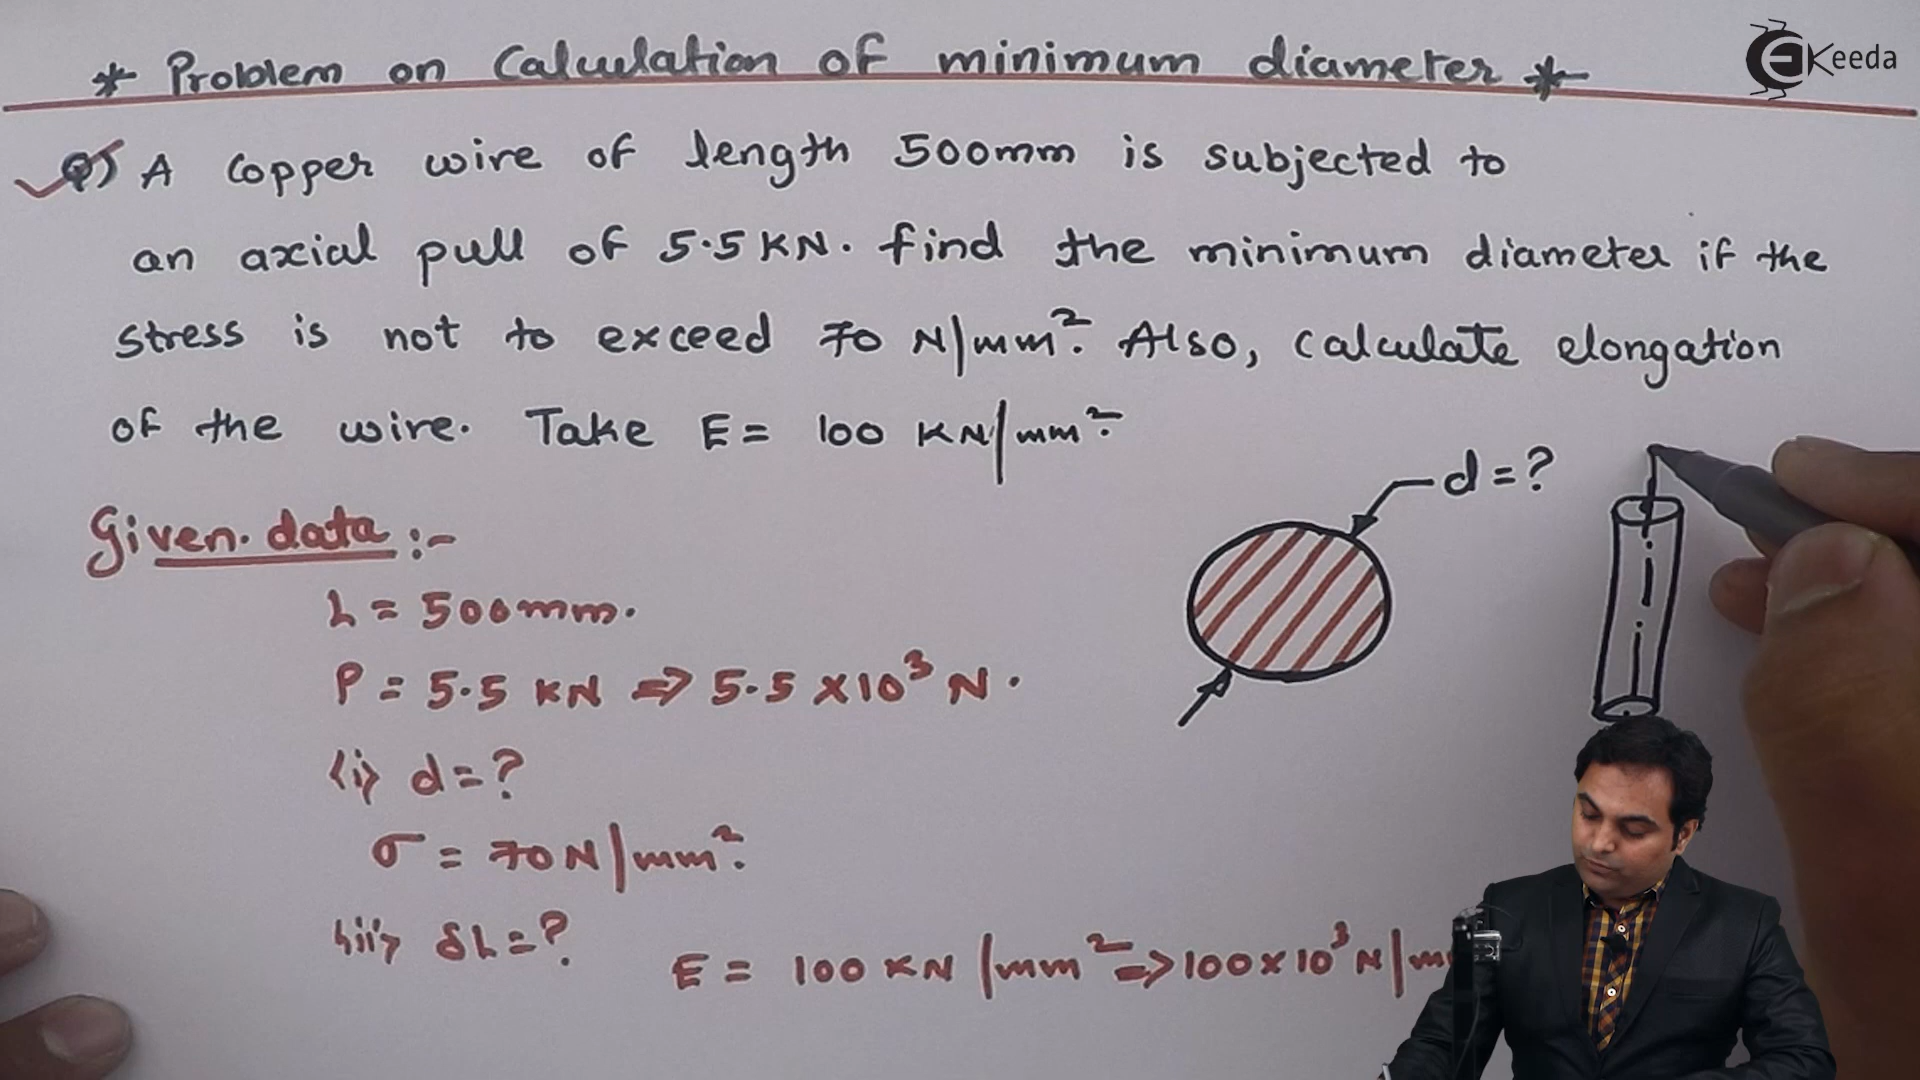 * Problem on Calculation of minimum diameter *
Keeda
Q) A Copper wire of length 500mm is subjected to
an axial pull of 5.5 KN. find the minimum diameter if the
stress is not to exceed 70 N/mm². Also, calculate elongation
of the wire. Take E = 100 KN/mm².
d = ?
Given data :-
L = 500mm.
P = 5.5 KN => 5.5 x 10³ N.
(i) d = ?
σ = 70 N/mm².
(ii) δL = ?
E = 100 KN/mm² => 100 x 10³ N/m